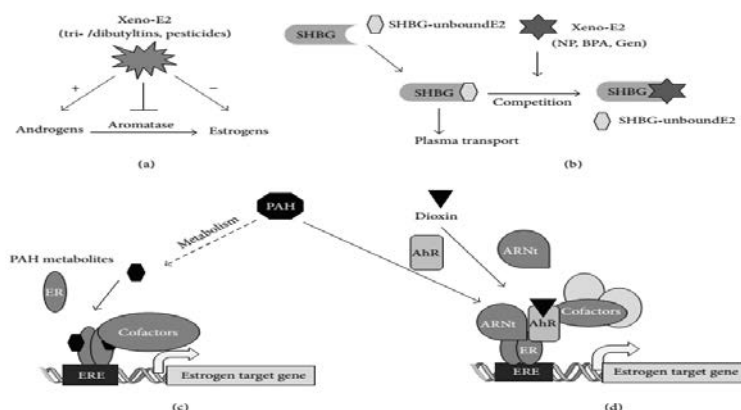 Xeno-E2
(tri- /dibutyltins, pesticides)
+
−
Androgens
Aromatase
Estrogens
(a)
SHBG
SHBG-unboundE2
Xeno-E2
(NP, BPA, Gen)
SHBG
Competition
SHBG
SHBG-unboundE2
Plasma transport
(b)
PAH
Metabolism
PAH metabolites
ER
Cofactors
ERE
Estrogen target gene
(c)
Dioxin
AhR
ARNt
ARNt
AhR
Cofactors
ER
ERE
Estrogen target gene
(d)